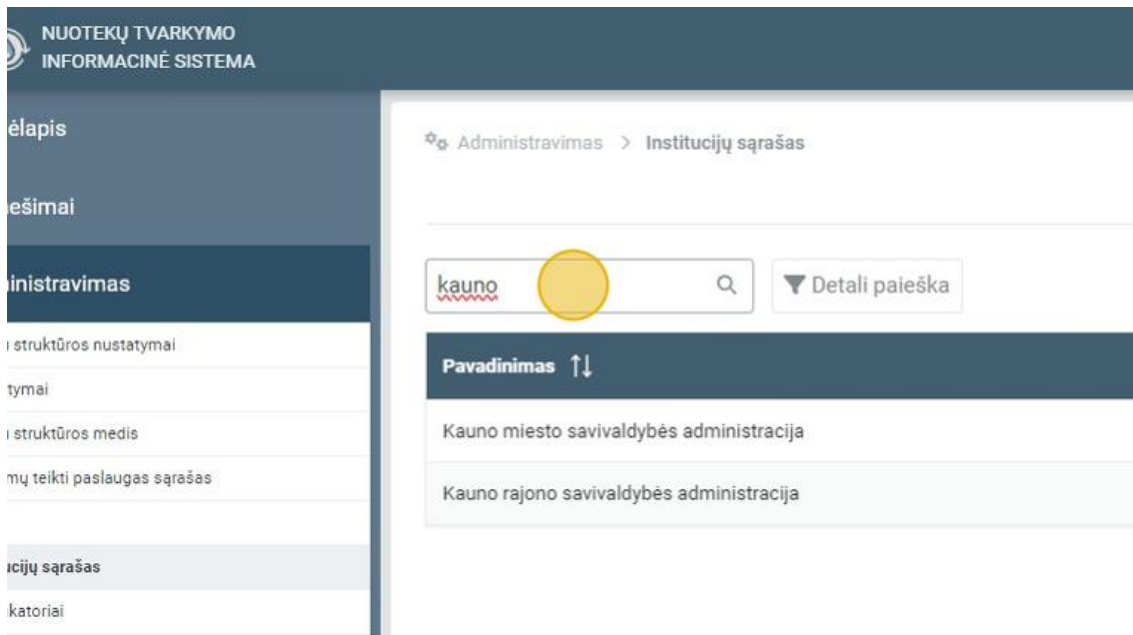 NUOTEKŲ TVARKYMO
INFORMACINĖ SISTEMA
ėlapis
ešimai
inistravimas
struktūros nustatymai
tymai
struktūros medis
mų teikti paslaugas sąrašas
ucijų sąrašas
ikatoriai
Administravimas > Institucijų sąrašas
kauno
Detali paieška
Pavadinimas ↑↓
Kauno miesto savivaldybės administracija
Kauno rajono savivaldybės administracija